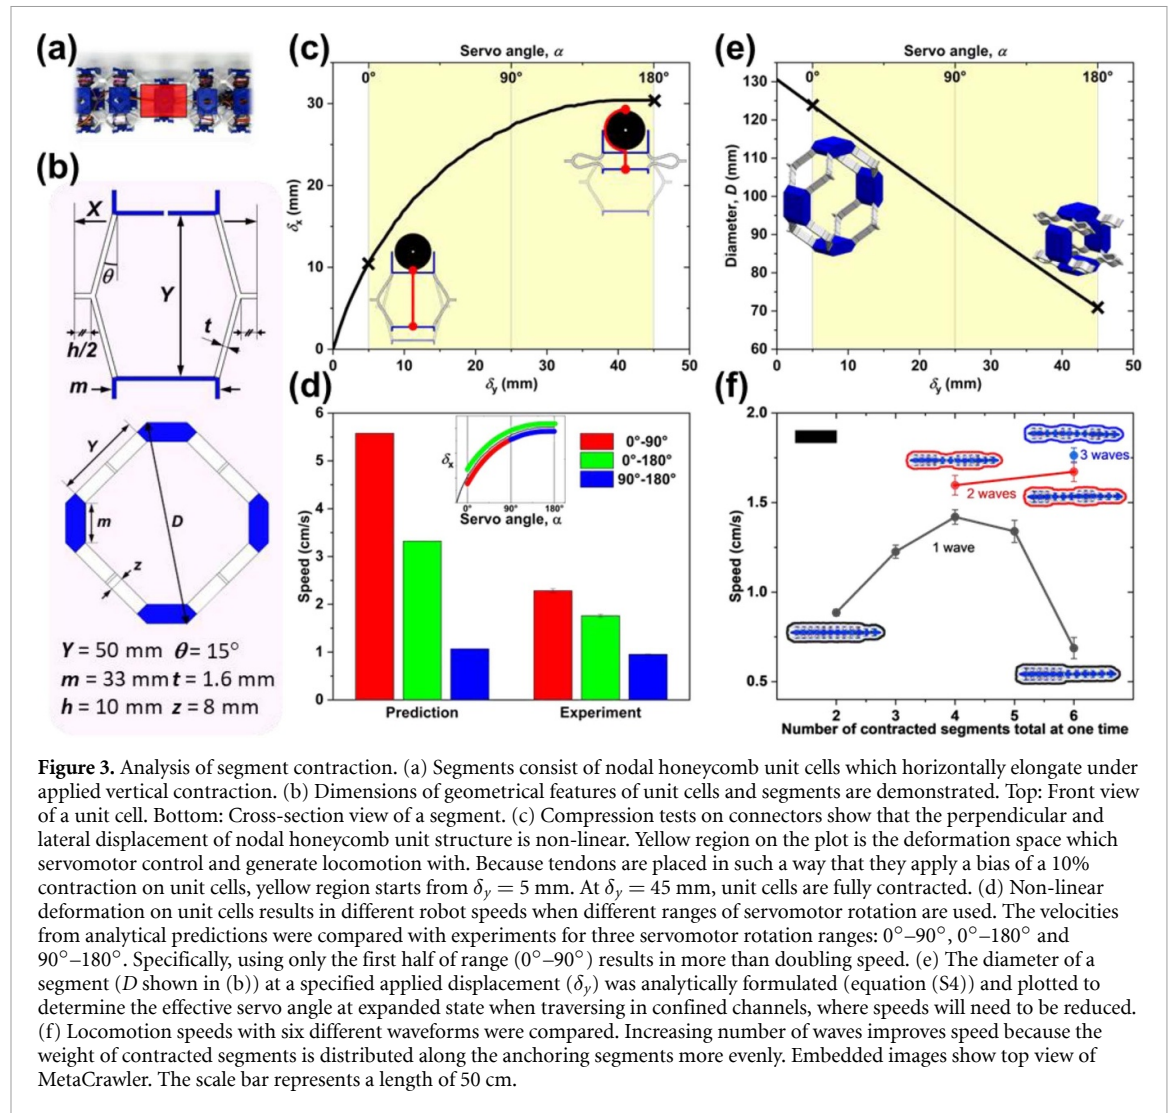 (a)
(b)
X
θ
Y
t
h/2
m
Y
m
D
z
Y = 50 mm θ = 15°
m = 33 mm t = 1.6 mm
h = 10 mm z = 8 mm
(c)
Servo angle, α
0° 90° 180°
δx (mm)
30
20
10
0
0 10 20 30 40 50
δy (mm)
(e)
Servo angle, α
0° 90° 180°
Diameter, D (mm)
130
120
110
100
90
80
70
60
0 10 20 30 40 50
δy (mm)
(d)
Speed (cm/s)
6
5
4
3
2
1
0
δx
0° 90° 180°
Servo angle, α
0°-90°
0°-180°
90°-180°
Prediction Experiment
(f)
Speed (cm/s)
2.0
1.5
1.0
0.5
3 waves
2 waves
1 wave
2 3 4 5 6
Number of contracted segments total at one time
Figure 3. Analysis of segment contraction. (a) Segments consist of nodal honeycomb unit cells which horizontally elongate under
applied vertical contraction. (b) Dimensions of geometrical features of unit cells and segments are demonstrated. Top: Front view
of a unit cell. Bottom: Cross-section view of a segment. (c) Compression tests on connectors show that the perpendicular and
lateral displacement of nodal honeycomb unit structure is non-linear. Yellow region on the plot is the deformation space which
servomotor control and generate locomotion with. Because tendons are placed in such a way that they apply a bias of a 10%
contraction on unit cells, yellow region starts from δy = 5 mm. At δy = 45 mm, unit cells are fully contracted. (d) Non-linear
deformation on unit cells results in different robot speeds when different ranges of servomotor rotation are used. The velocities
from analytical predictions were compared with experiments for three servomotor rotation ranges: 0°–90°, 0°–180° and
90°–180°. Specifically, using only the first half of range (0°–90°) results in more than doubling speed. (e) The diameter of a
segment (D shown in (b)) at a specified applied displacement (δy) was analytically formulated (equation (S4)) and plotted to
determine the effective servo angle at expanded state when traversing in confined channels, where speeds will need to be reduced.
(f) Locomotion speeds with six different waveforms were compared. Increasing number of waves improves speed because the
weight of contracted segments is distributed along the anchoring segments more evenly. Embedded images show top view of
MetaCrawler. The scale bar represents a length of 50 cm.